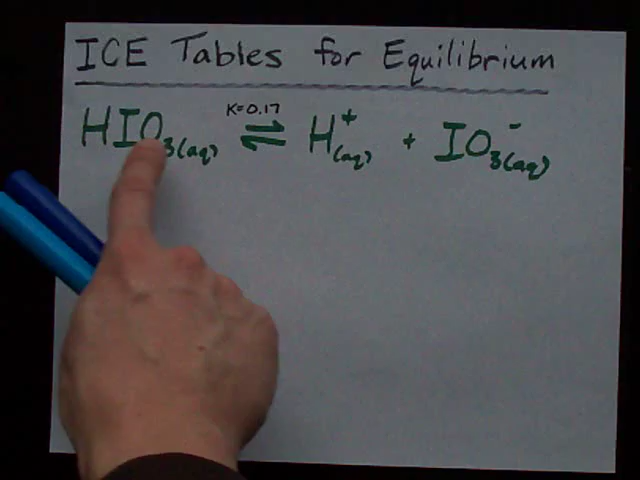 ICE Tables for Equilibrium
K=0.17
HIO₃(aq) ⇌ H⁺(aq) + IO₃⁻(aq)